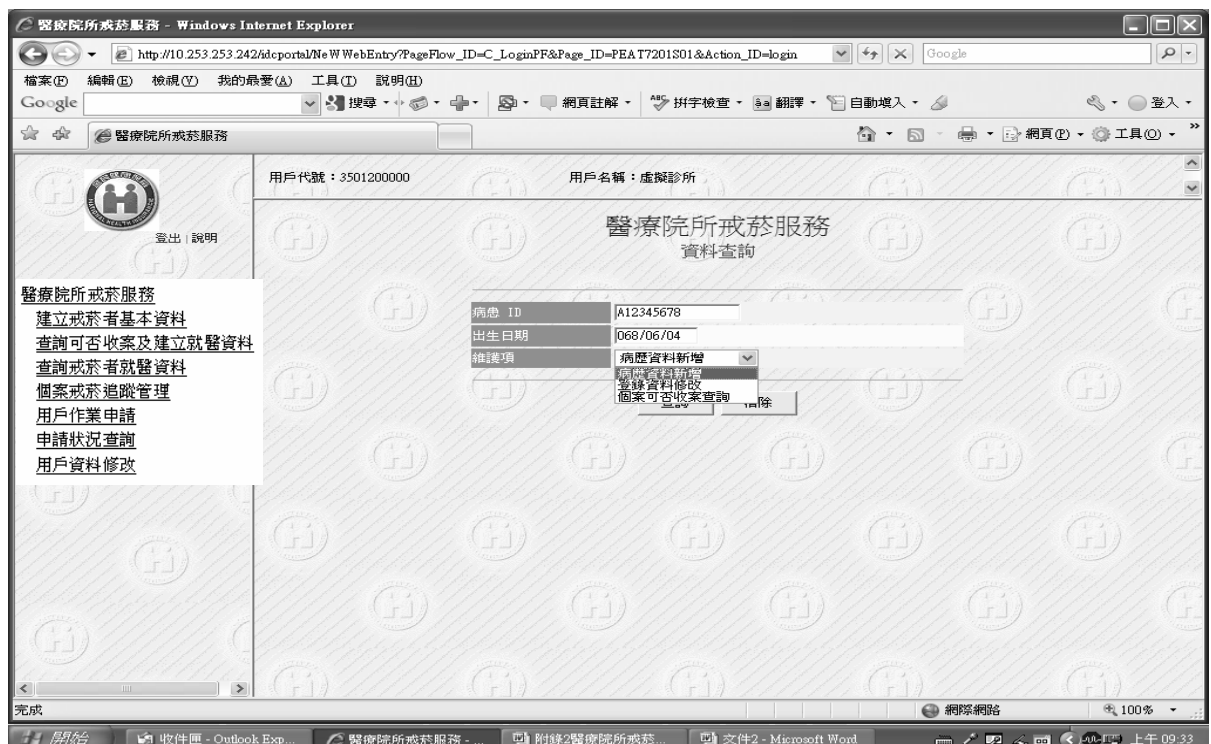 醫療院所戒菸服務 - Windows Internet Explorer
http://10.253.253.242/idcportal/NeWWebEntry?PageFlow_ID=C_LoginPF&Page_ID=PEAT7201S01&Action_ID=login
Google
檔案(F) 編輯(E) 檢視(V) 我的最愛(A) 工具(T) 說明(H)
Google 搜尋 網頁註解 拼字檢查 翻譯 自動填入 登入
醫療院所戒菸服務 網頁(P) 工具(O) »
用戶代號：3501200000 用戶名稱：虛擬診所
登出 | 說明
醫療院所戒菸服務
資料查詢
醫療院所戒菸服務
建立戒菸者基本資料
查詢可否收案及建立就醫資料
查詢戒菸者就醫資料
個案戒菸追蹤管理
用戶作業申請
申請狀況查詢
用戶資料修改
病患 ID A12345678
出生日期 068/06/04
維護項 病歷資料新增
病歷資料新增
登錄資料修改
個案可否收案查詢
完成 網際網路 100%
開始 收件匣 - Outlook Exp... 醫療院所戒菸服務 - ... 附錄2醫療院所戒菸... 文件2 - Microsoft Word 上午 09:33